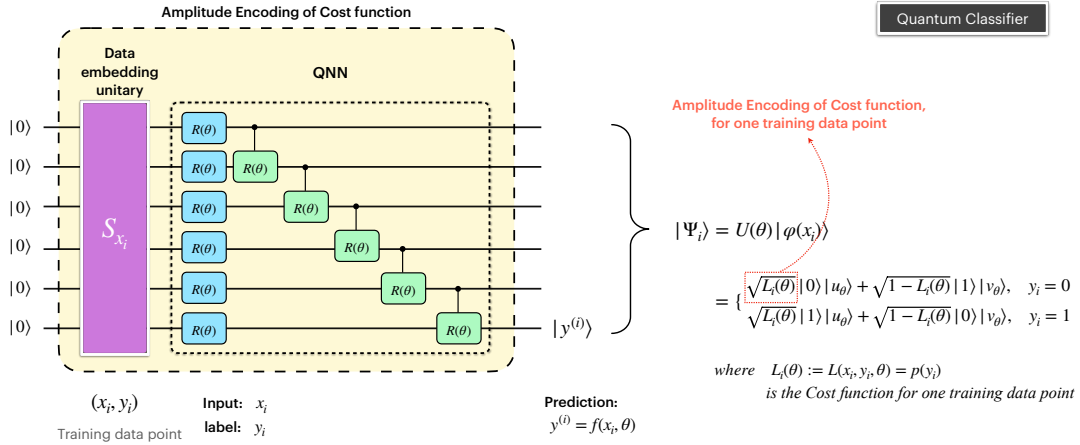 Amplitude Encoding of Cost function
Quantum Classifier
Data
embedding
unitary
QNN
Amplitude Encoding of Cost function,
for one training data point
|0⟩
|0⟩
|0⟩
|0⟩
|0⟩
|0⟩
S_{x_i}
R(θ)
R(θ) R(θ)
R(θ) R(θ)
R(θ) R(θ)
R(θ) R(θ)
R(θ) R(θ)
|y^{(i)}⟩
|Ψ_i⟩ = U(θ)|φ(x_i)⟩
= { √L_i(θ) |0⟩|u_θ⟩ + √1 − L_i(θ) |1⟩|v_θ⟩, y_i = 0
√L_i(θ) |1⟩|u_θ⟩ + √1 − L_i(θ) |0⟩|v_θ⟩, y_i = 1
where L_i(θ) := L(x_i, y_i, θ) = p(y_i)
is the Cost function for one training data point
(x_i, y_i)
Training data point
Input: x_i
label: y_i
Prediction:
y^{(i)} = f(x_i, θ)